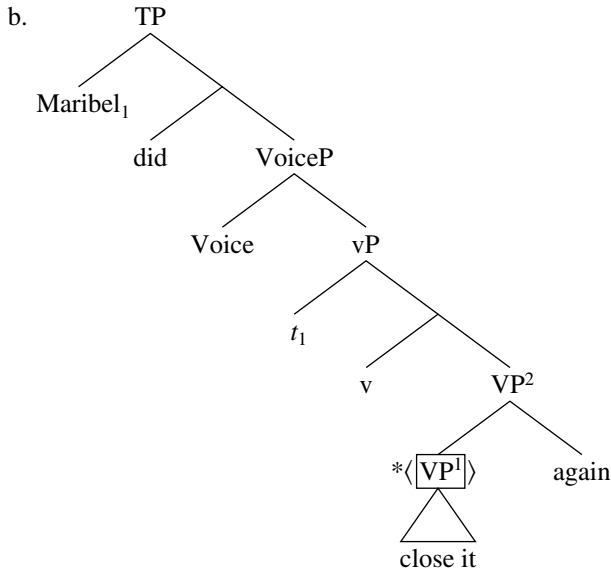 b.
TP
Maribel₁
did
VoiceP
Voice
vP
t₁
v
VP²
*⟨ VP¹ ⟩
again
close it